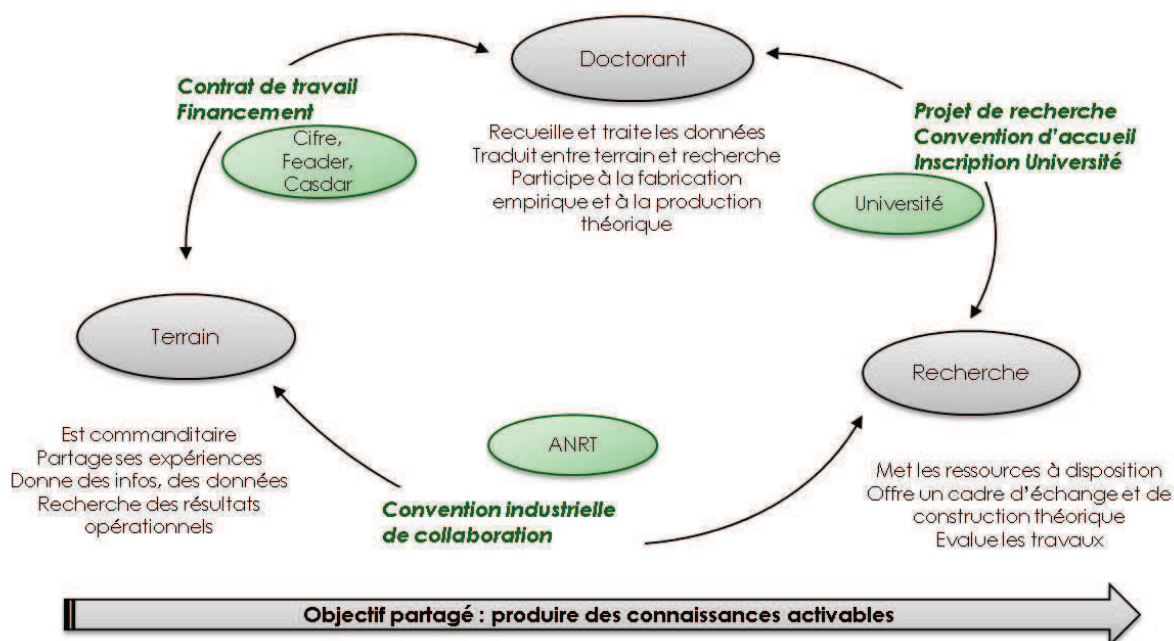 Doctorant
Contrat de travail
Financement
Cifre,
Feader,
Casdar
Recueille et traite les données
Traduit entre terrain et recherche
Participe à la fabrication
empirique et à la production
théorique
Projet de recherche
Convention d'accueil
Inscription Université
Université
Terrain
Recherche
Est commanditaire
Partage ses expériences
Donne des infos, des données
Recherche des résultats
opérationnels
ANRT
Convention industrielle
de collaboration
Met les ressources à disposition
Offre un cadre d'échange et de
construction théorique
Evalue les travaux
Objectif partagé : produire des connaissances activables